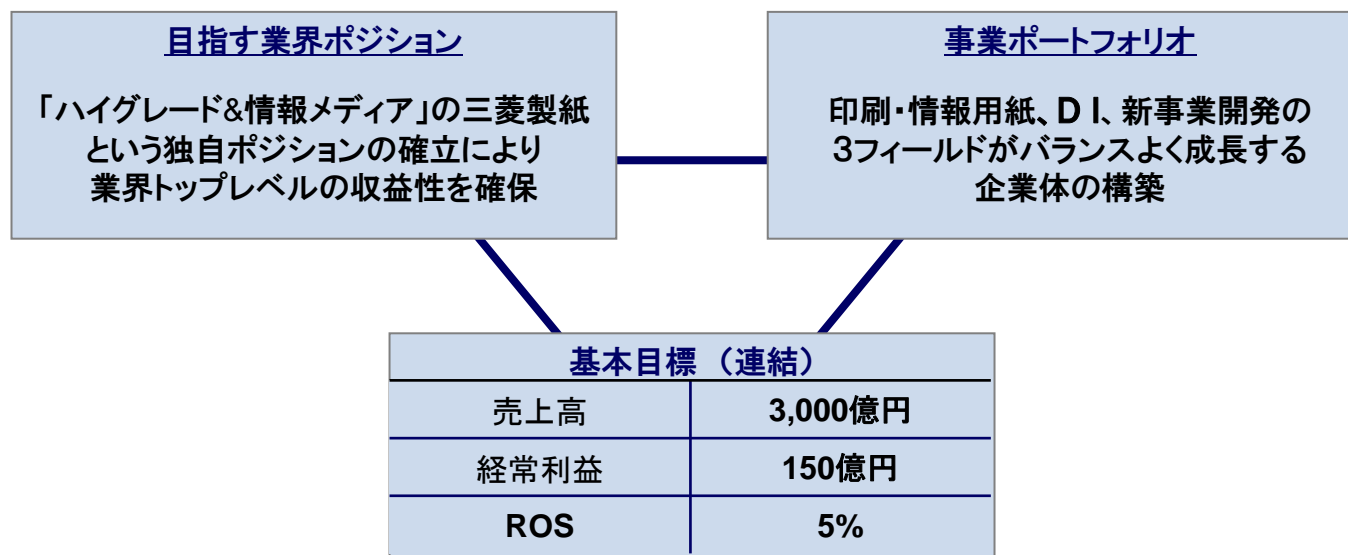 目指す業界ポジション
「ハイグレード&情報メディア」の三菱製紙
という独自ポジションの確立により
業界トップレベルの収益性を確保
事業ポートフォリオ
印刷・情報用紙、ＤＩ、新事業開発の
３フィールドがバランスよく成長する
企業体の構築
基本目標 （連結）
売上高 3,000億円
経常利益 150億円
ROS 5%